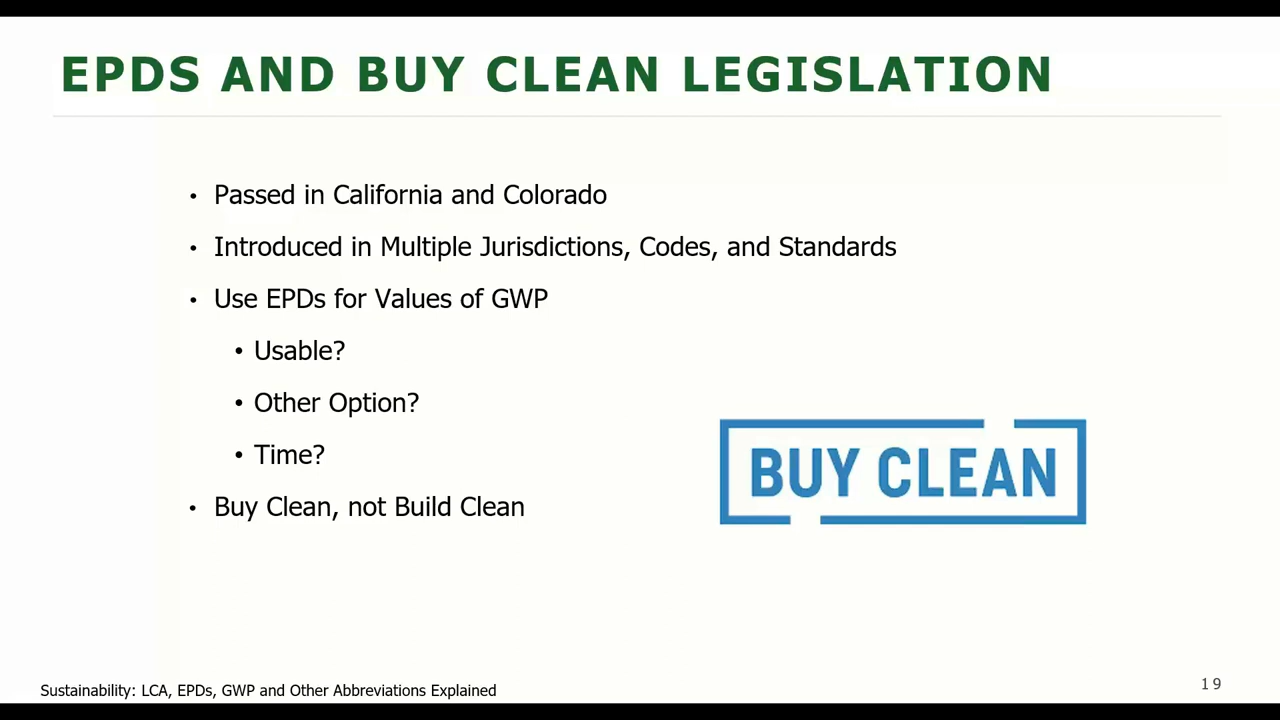 EPDS AND BUY CLEAN LEGISLATION
• Passed in California and Colorado
• Introduced in Multiple Jurisdictions, Codes, and Standards
• Use EPDs for Values of GWP
• Usable?
• Other Option?
• Time?
• Buy Clean, not Build Clean
BUY CLEAN
Sustainability: LCA, EPDs, GWP and Other Abbreviations Explained
19